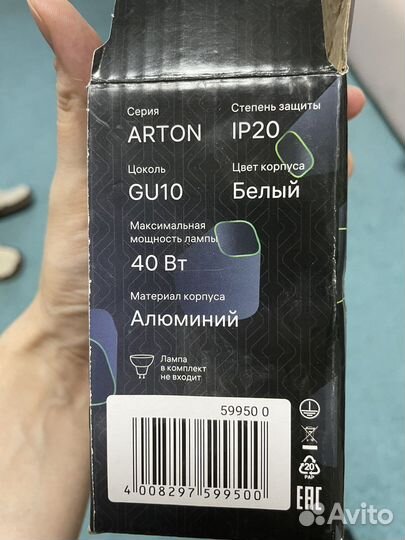 Серия
ARTON
Степень защиты
IP20
Цоколь
GU10
Цвет корпуса
Белый
Максимальная
мощность лампы
40 Вт
Материал корпуса
Алюминий
Лампа
в комплект
не входит
59950 0
4 008297 599500
20
PAP
EAC
Avito